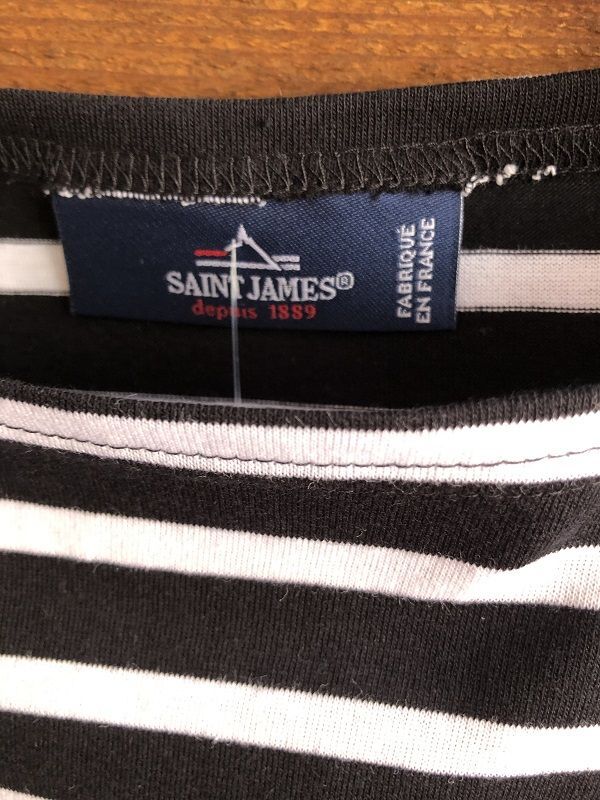 SAINT JAMES®
depuis 1889
FABRIQUÉ
EN FRANCE